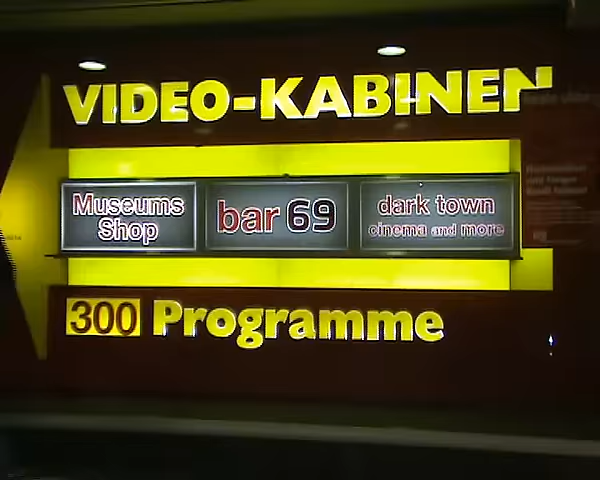 VIDEO-KABINEN
Museums
Shop
bar 69
dark town
cinema and more
300 Programme